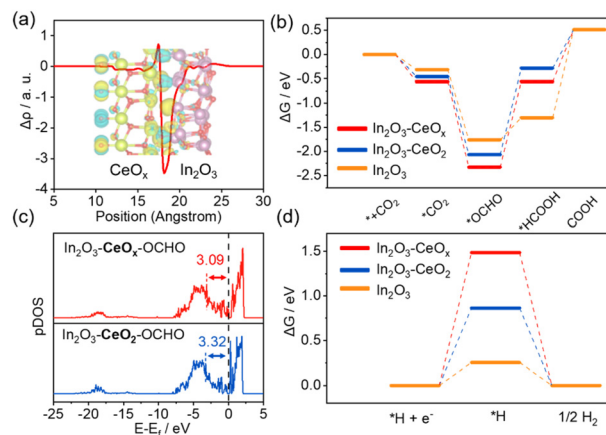 (a)
Δρ / a. u.
1
0
-1
-2
-3
-4
CeOₓ
In₂O₃
5 10 15 20 25 30
Position (Angstrom)
(b)
ΔG / eV
0.5
0.0
-0.5
-1.0
-1.5
-2.0
-2.5
In₂O₃-CeOₓ
In₂O₃-CeO₂
In₂O₃
*+CO₂
*CO₂
*OCHO
*HCOOH
COOH
(c)
pDOS
In₂O₃-CeOₓ-OCHO
3.09
In₂O₃-CeO₂-OCHO
3.32
-25 -20 -15 -10 -5 0 5
E-E_f / eV
(d)
ΔG / eV
1.5
1.0
0.5
0.0
In₂O₃-CeOₓ
In₂O₃-CeO₂
In₂O₃
*H + e⁻
*H
1/2 H₂